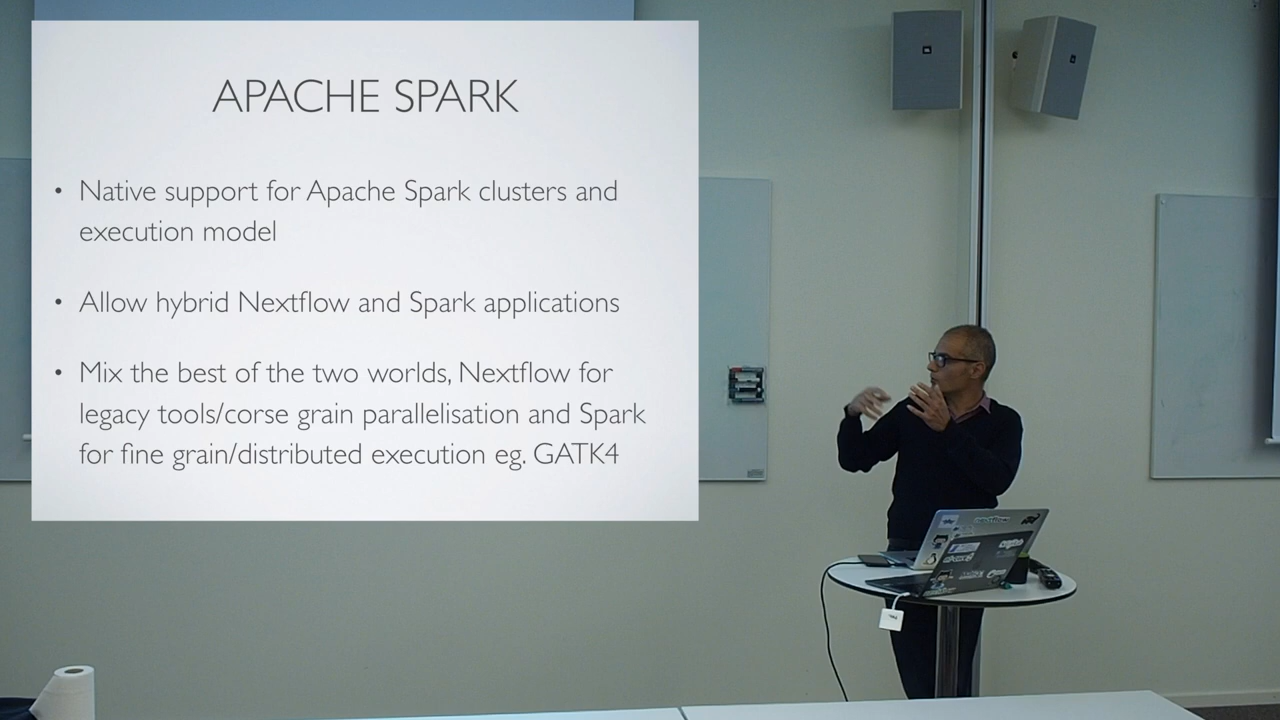 APACHE SPARK
• Native support for Apache Spark clusters and
execution model
• Allow hybrid Nextflow and Spark applications
• Mix the best of the two worlds, Nextflow for
legacy tools/corse grain parallelisation and Spark
for fine grain/distributed execution eg. GATK4
nextflow